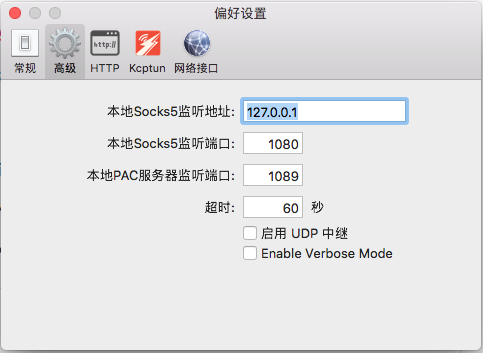 偏好设置
常规 高级 HTTP Kcptun 网络接口
http://
本地Socks5监听地址: 127.0.0.1
本地Socks5监听端口: 1080
本地PAC服务器监听端口: 1089
超时: 60 秒
启用 UDP 中继
Enable Verbose Mode